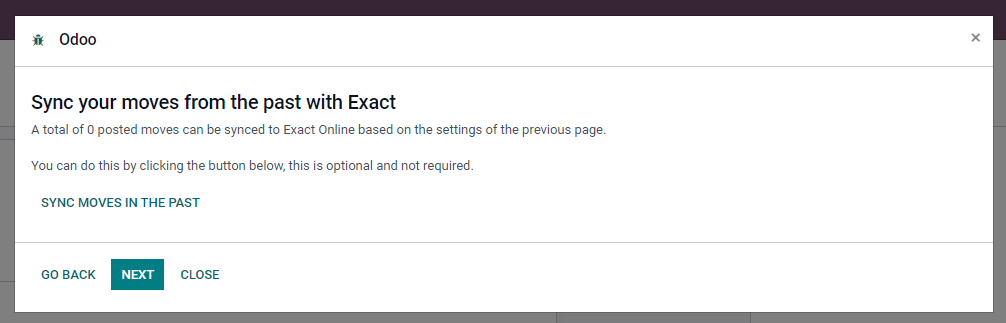 Odoo
×
Sync your moves from the past with Exact
A total of 0 posted moves can be synced to Exact Online based on the settings of the previous page.
You can do this by clicking the button below, this is optional and not required.
SYNC MOVES IN THE PAST
GO BACK NEXT CLOSE